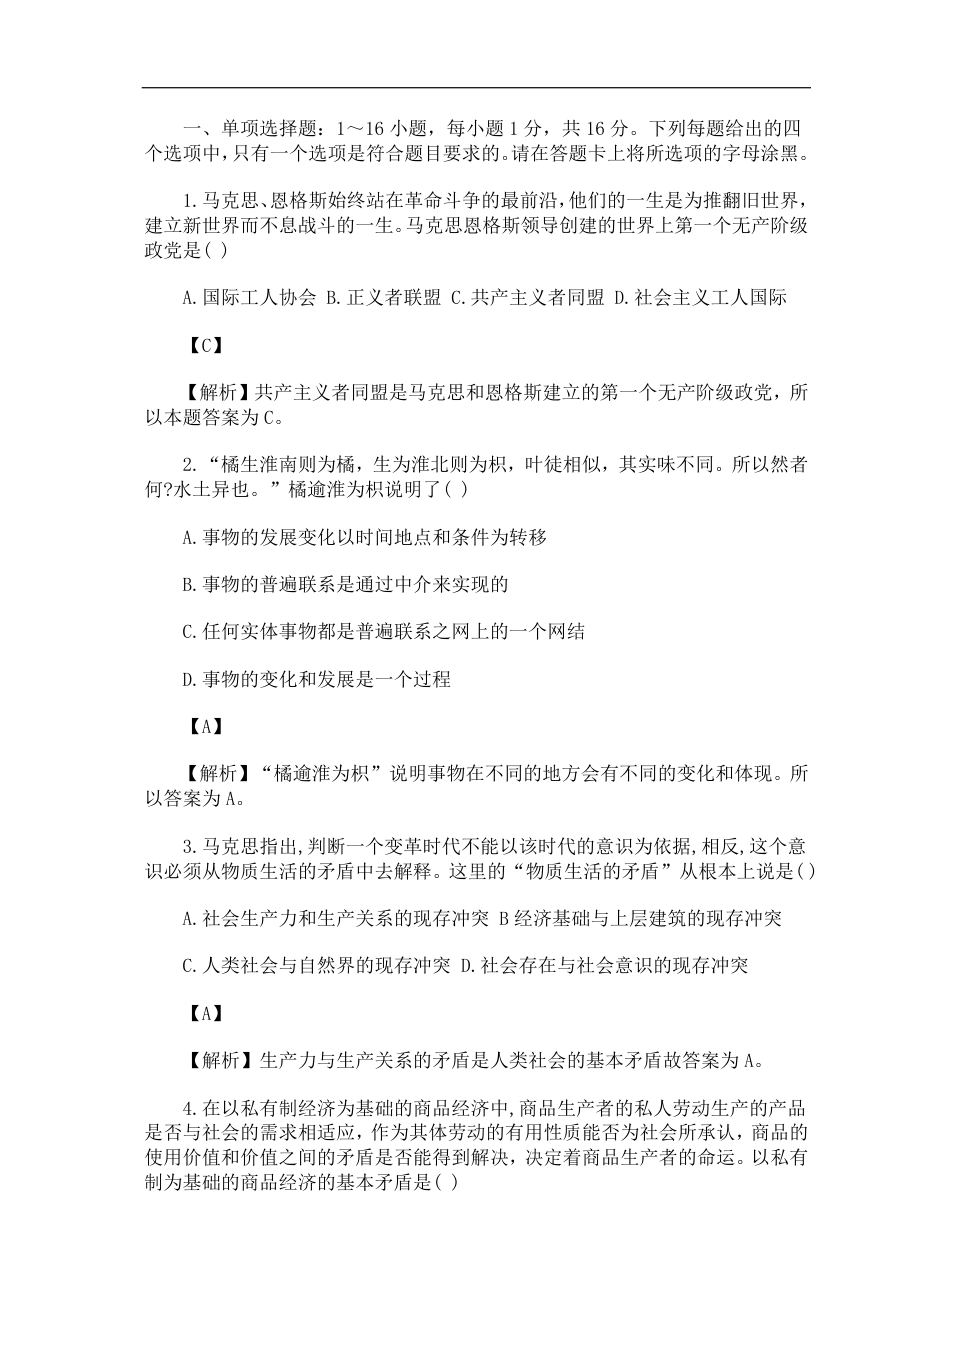 一、单项选择题：1～16 小题，每小题 1 分，共 16 分。下列每题给出的四
个选项中，只有一个选项是符合题目要求的。请在答题卡上将所选项的字母涂黑。
1.马克思、恩格斯始终站在革命斗争的最前沿，他们的一生是为推翻旧世界，
建立新世界而不息战斗的一生。马克思恩格斯领导创建的世界上第一个无产阶级
政党是( )
A.国际工人协会 B.正义者联盟 C.共产主义者同盟 D.社会主义工人国际
【C】
【解析】共产主义者同盟是马克思和恩格斯建立的第一个无产阶级政党，所
以本题答案为 C。
2.“橘生淮南则为橘，生为淮北则为枳，叶徒相似，其实味不同。所以然者
何?水土异也。”橘逾淮为枳说明了( )
A.事物的发展变化以时间地点和条件为转移
B.事物的普遍联系是通过中介来实现的
C.任何实体事物都是普遍联系之网上的一个网结
D.事物的变化和发展是一个过程
【A】
【解析】“橘逾淮为枳”说明事物在不同的地方会有不同的变化和体现。所
以答案为 A。
3.马克思指出,判断一个变革时代不能以该时代的意识为依据,相反,这个意
识必须从物质生活的矛盾中去解释。这里的“物质生活的矛盾”从根本上说是()
A.社会生产力和生产关系的现存冲突 B 经济基础与上层建筑的现存冲突
C.人类社会与自然界的现存冲突 D.社会存在与社会意识的现存冲突
【A】
【解析】生产力与生产关系的矛盾是人类社会的基本矛盾故答案为 A。
4.在以私有制经济为基础的商品经济中,商品生产者的私人劳动生产的产品
是否与社会的需求相适应，作为其体劳动的有用性质能否为社会所承认，商品的
使用价值和价值之间的矛盾是否能得到解决，决定着商品生产者的命运。以私有
制为基础的商品经济的基本矛盾是( )